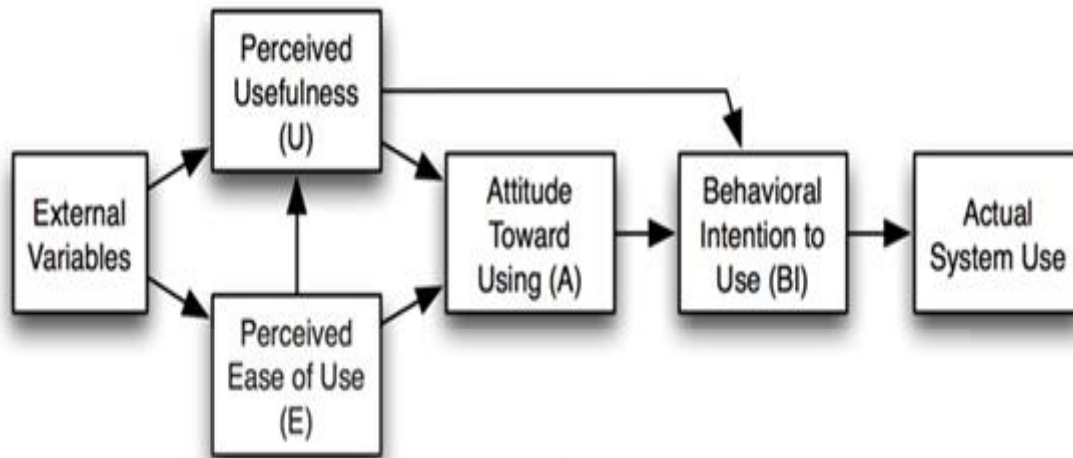 Perceived
Usefulness
(U)
External
Variables
Perceived
Ease of Use
(E)
Attitude
Toward
Using (A)
Behavioral
Intention to
Use (BI)
Actual
System Use